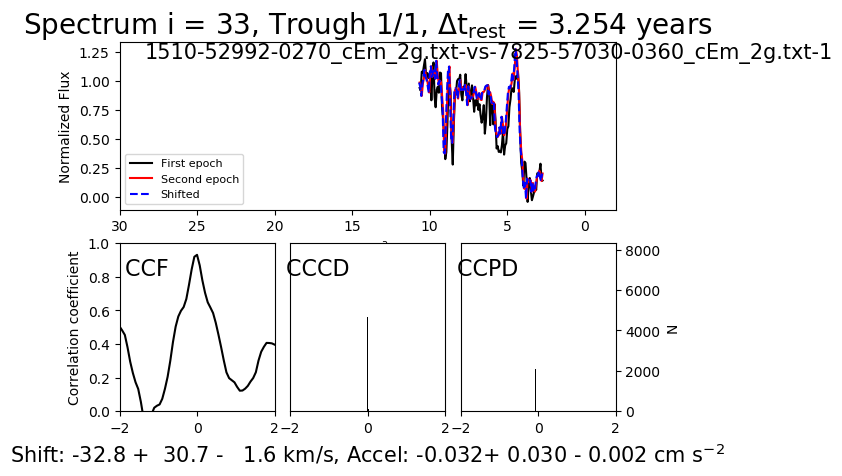 Spectrum i = 33, Trough 1/1, Δt_rest = 3.254 years
1510-52992-0270_cEm_2g.txt-vs-7825-57030-0360_cEm_2g.txt-1
Normalized Flux
1.25
1.00
0.75
0.50
0.25
0.00
First epoch
Second epoch
Shifted
30 25 20 15 10 5 0
Correlation coefficient
1.0
0.8
0.6
0.4
0.2
0.0
CCF
CCCD
CCPD
8000
6000
4000
2000
0
N
−2 0 2
−2 0 2
−2 0 2
Shift: -32.8 + 30.7 - 1.6 km/s, Accel: -0.032+ 0.030 - 0.002 cm s⁻²